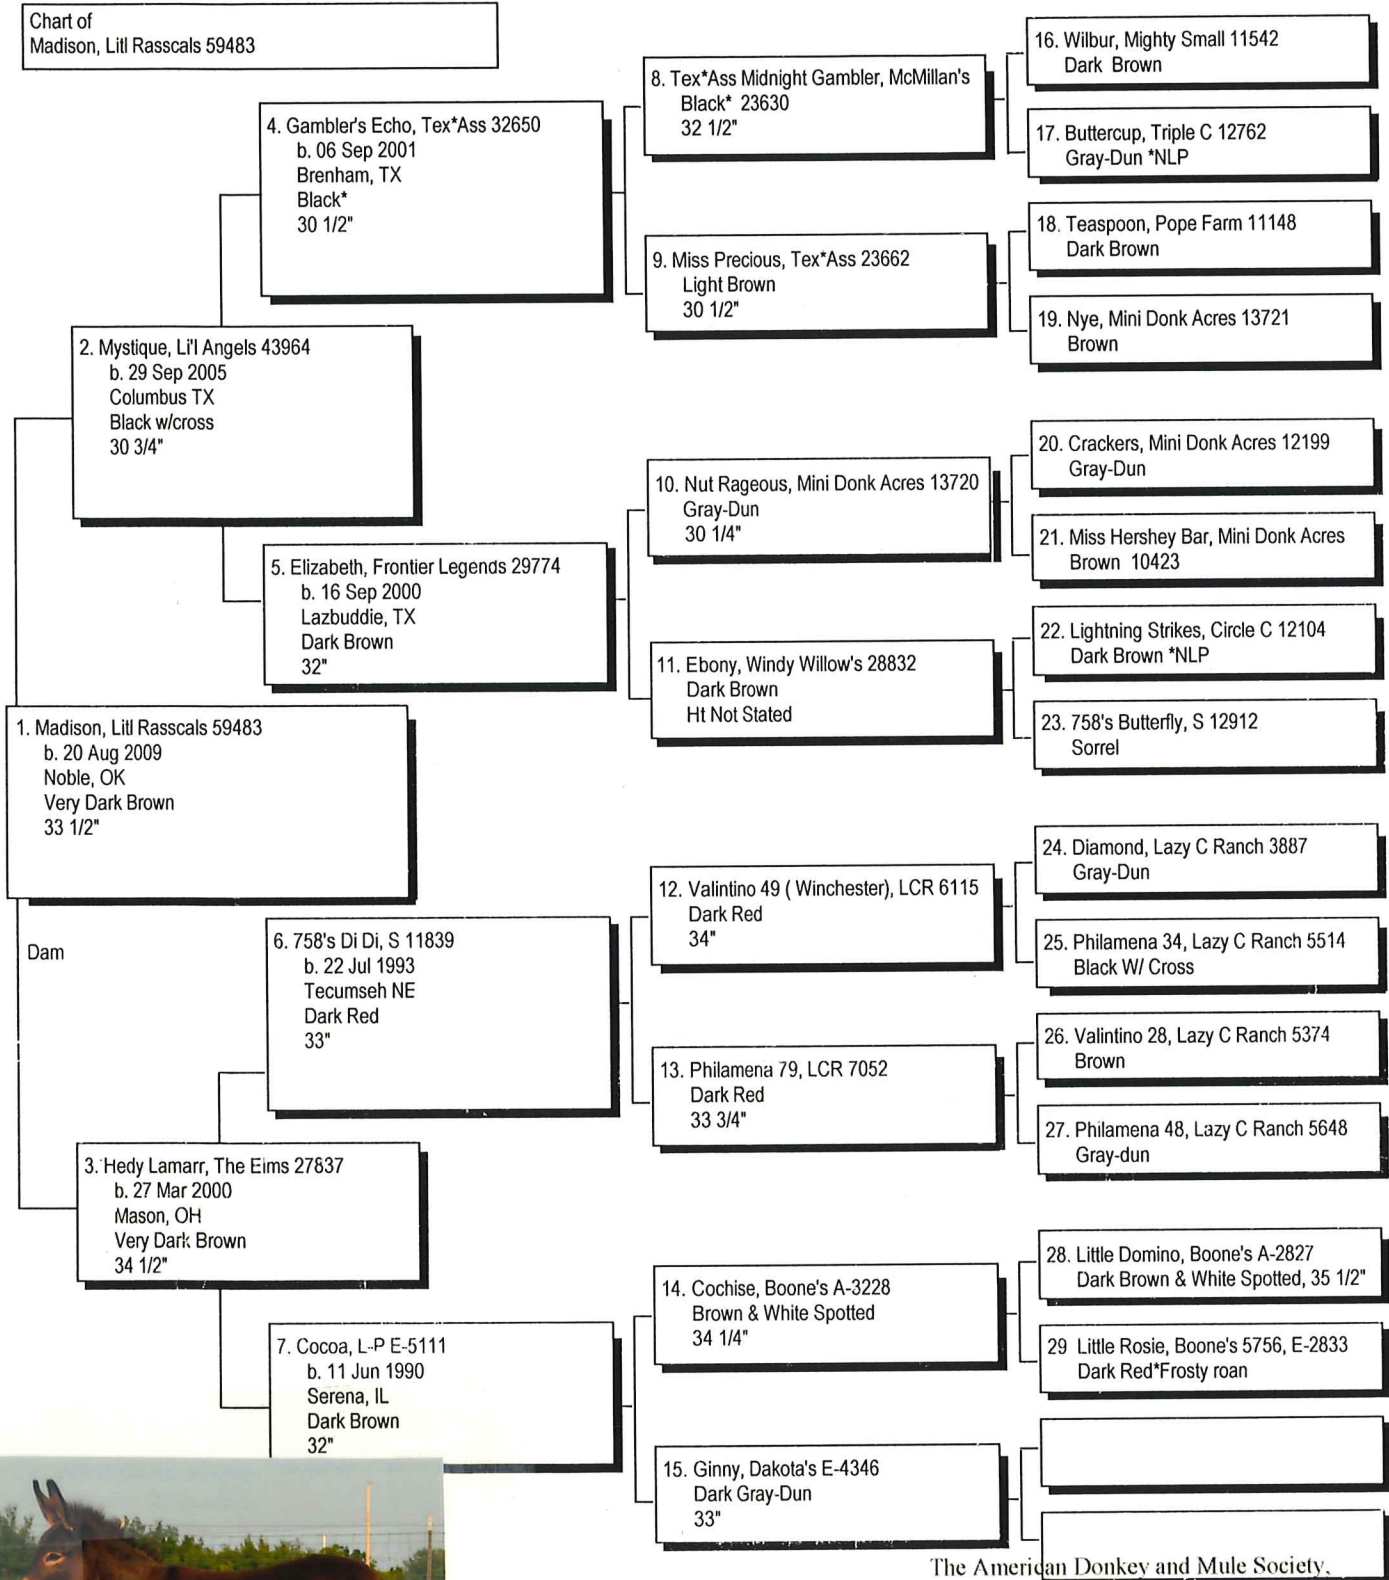 Chart of
Madison, Litl Rasscals 59483
1. Madison, Litl Rasscals 59483
b. 20 Aug 2009
Noble, OK
Very Dark Brown
33 1/2"
Dam
2. Mystique, Li'l Angels 43964
b. 29 Sep 2005
Columbus TX
Black w/cross
30 3/4"
3. Hedy Lamarr, The Elms 27837
b. 27 Mar 2000
Mason, OH
Very Dark Brown
34 1/2"
4. Gambler's Echo, Tex*Ass 32650
b. 06 Sep 2001
Brenham, TX
Black*
30 1/2"
5. Elizabeth, Frontier Legends 29774
b. 16 Sep 2000
Lazbuddie, TX
Dark Brown
32"
6. 758's Di Di, S 11839
b. 22 Jul 1993
Tecumseh NE
Dark Red
33"
7. Cocoa, L-P E-5111
b. 11 Jun 1990
Serena, IL
Dark Brown
32"
8. Tex*Ass Midnight Gambler, McMillan's
Black* 23630
32 1/2"
9. Miss Precious, Tex*Ass 23662
Light Brown
30 1/2"
10. Nut Rageous, Mini Donk Acres 13720
Gray-Dun
30 1/4"
11. Ebony, Windy Willow's 28832
Dark Brown
Ht Not Stated
12. Valintino 49 ( Winchester), LCR 6115
Dark Red
34"
13. Philamena 79, LCR 7052
Dark Red
33 3/4"
14. Cochise, Boone's A-3228
Brown & White Spotted
34 1/4"
15. Ginny, Dakota's E-4346
Dark Gray-Dun
33"
16. Wilbur, Mighty Small 11542
Dark Brown
17. Buttercup, Triple C 12762
Gray-Dun *NLP
18. Teaspoon, Pope Farm 11148
Dark Brown
19. Nye, Mini Donk Acres 13721
Brown
20. Crackers, Mini Donk Acres 12199
Gray-Dun
21. Miss Hershey Bar, Mini Donk Acres
Brown 10423
22. Lightning Strikes, Circle C 12104
Dark Brown *NLP
23. 758's Butterfly, S 12912
Sorrel
24. Diamond, Lazy C Ranch 3887
Gray-Dun
25. Philamena 34, Lazy C Ranch 5514
Black W/ Cross
26. Valintino 28, Lazy C Ranch 5374
Brown
27. Philamena 48, Lazy C Ranch 5648
Gray-dun
28. Little Domino, Boone's A-2827
Dark Brown & White Spotted, 35 1/2"
29 Little Rosie, Boone's 5756, E-2833
Dark Red*Frosty roan
The American Donkey and Mule Society,